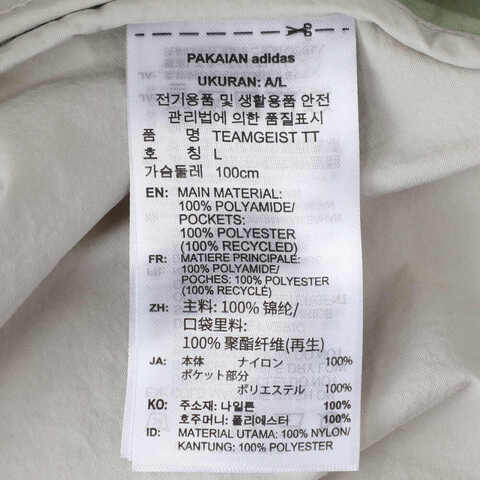 PAKAIAN adidas
UKURAN: A/L
전기용품 및 생활용품 안전
관리법에 의한 품질표시
품 명 TEAMGEIST TT
호 칭 L
가슴둘레 100cm
EN: MAIN MATERIAL:
100% POLYAMIDE/
POCKETS:
100% POLYESTER
(100% RECYCLED)
FR: MATIERE PRINCIPALE:
100% POLYAMIDE/
POCHES: 100% POLYESTER
(100% RECYCLÉ)
ZH: 主料: 100% 锦纶/
口袋里料:
100% 聚酯纤维(再生)
JA: 本体 ナイロン 100%
ポケット部分
ポリエステル 100%
KO: 주소재: 나일론 100%
호주머니: 폴리에스터 100%
ID: MATERIAL UTAMA: 100% NYLON/
KANTUNG: 100% POLYESTER